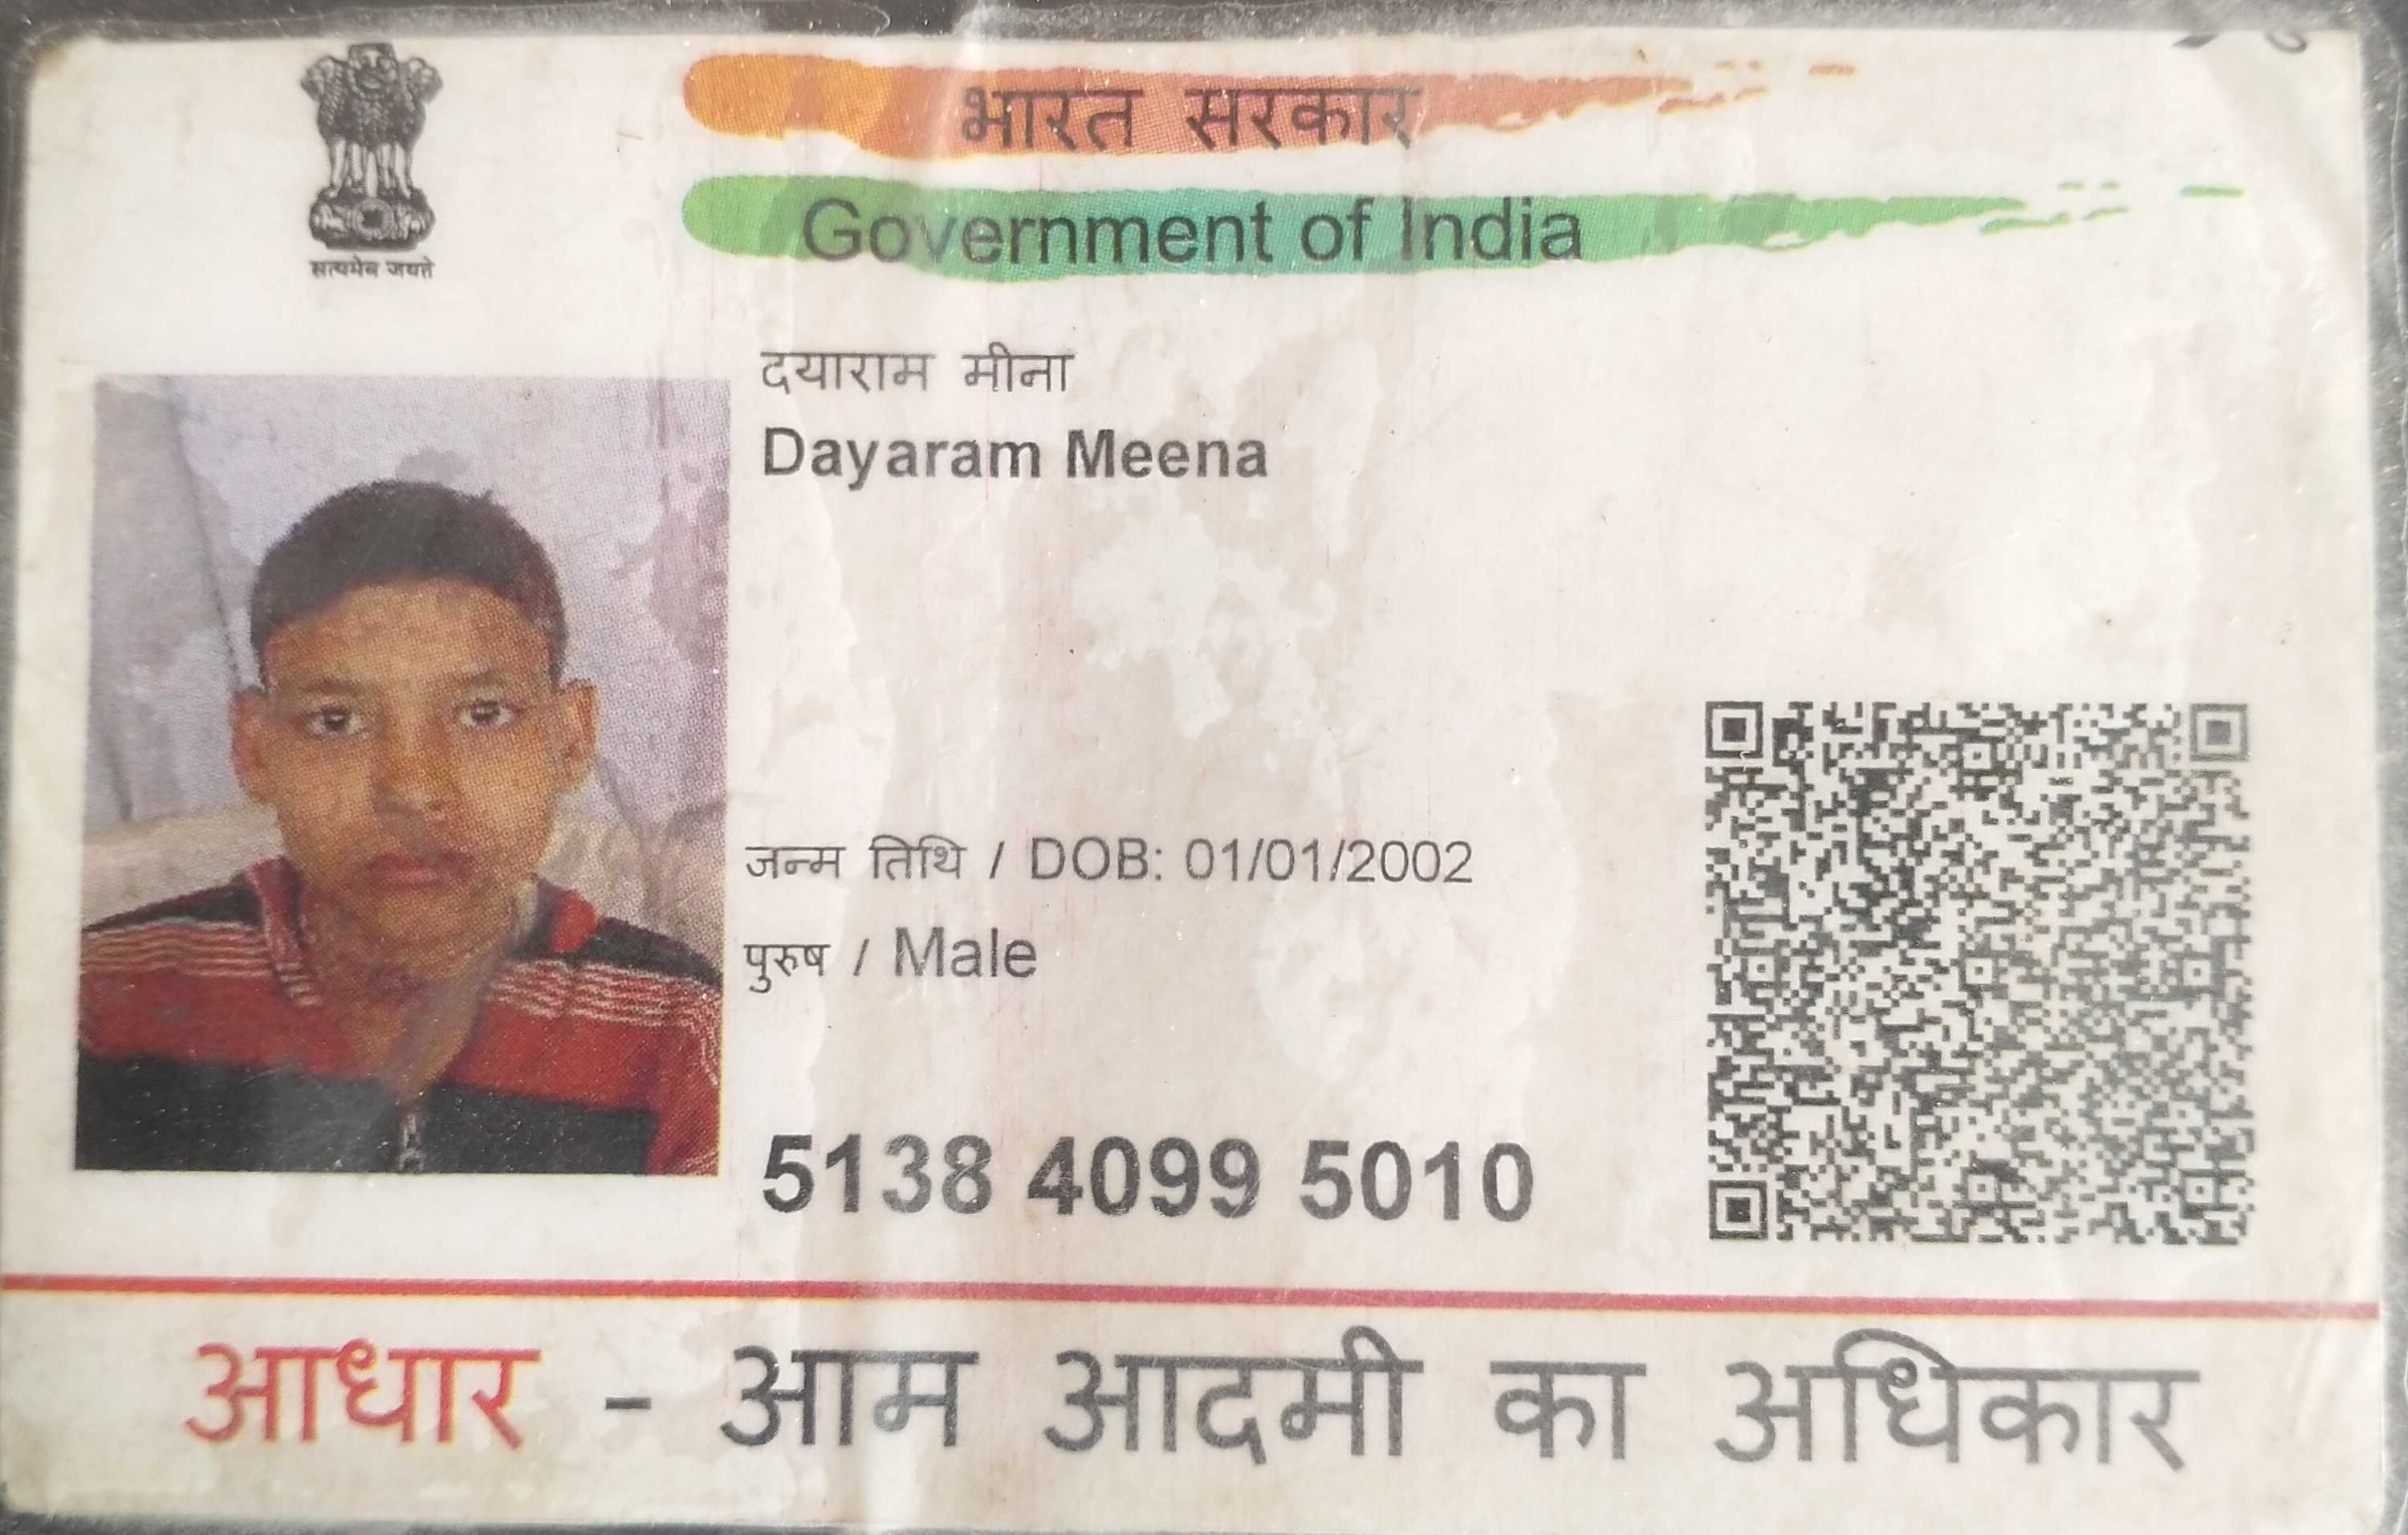 भारत सरकार
Government of India
सत्यमेव जयते
दयाराम मीना
Dayaram Meena
जन्म तिथि / DOB: 01/01/2002
पुरुष / Male
5138 4099 5010
आधार - आम आदमी का अधिकार